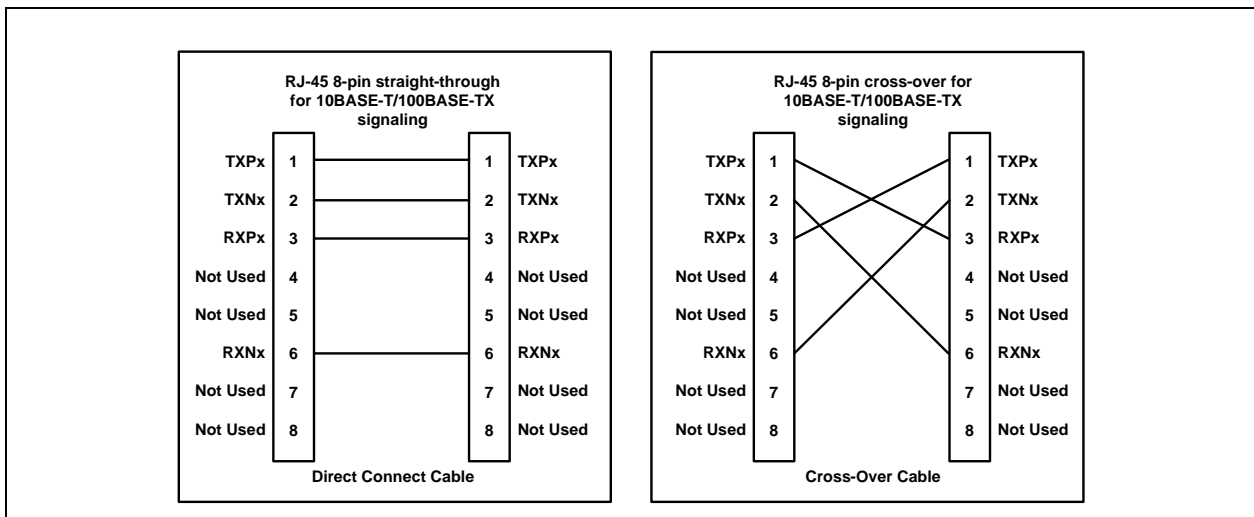 RJ-45 8-pin straight-through
for 10BASE-T/100BASE-TX
signaling
TXPx 1 1 TXPx
TXNx 2 2 TXNx
RXPx 3 3 RXPx
Not Used 4 4 Not Used
Not Used 5 5 Not Used
RXNx 6 6 RXNx
Not Used 7 7 Not Used
Not Used 8 8 Not Used
Direct Connect Cable
RJ-45 8-pin cross-over for
10BASE-T/100BASE-TX
signaling
TXPx 1 1 TXPx
TXNx 2 2 TXNx
RXPx 3 3 RXPx
Not Used 4 4 Not Used
Not Used 5 5 Not Used
RXNx 6 6 RXNx
Not Used 7 7 Not Used
Not Used 8 8 Not Used
Cross-Over Cable